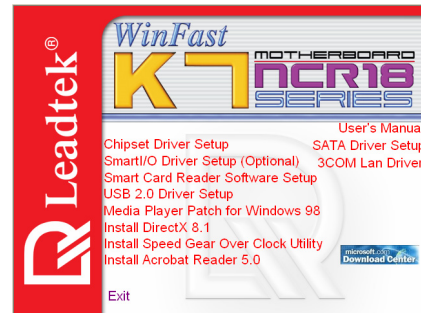 Leadtek®
WinFast
K7
MOTHERBOARD
NCR18
SERIES
User's Manua
Chipset Driver Setup
SATA Driver Setup
SmartI/O Driver Setup (Optional)
3COM Lan Driver
Smart Card Reader Software Setup
USB 2.0 Driver Setup
Media Player Patch for Windows 98
Install DirectX 8.1
Install Speed Gear Over Clock Utility
Install Acrobat Reader 5.0
microsoft.com
Download Center
Exit